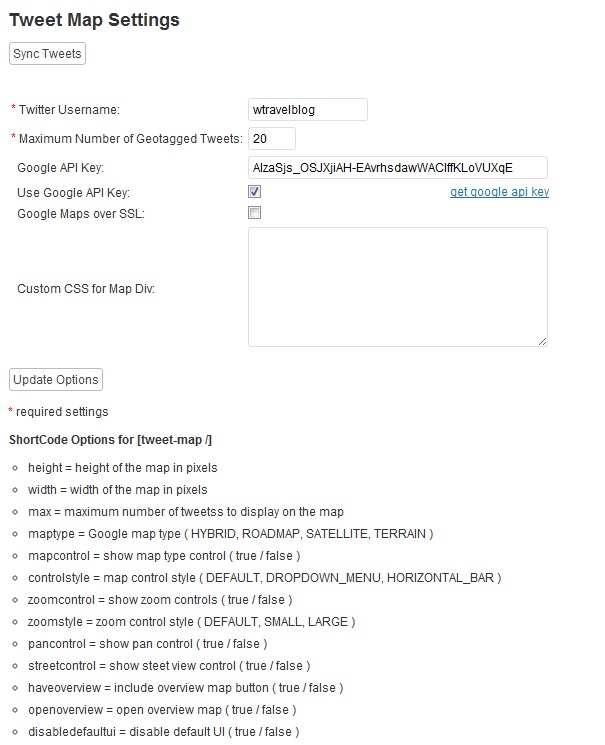 Tweet Map Settings
Sync Tweets
* Twitter Username: wtravelblog
* Maximum Number of Geotagged Tweets: 20
Google API Key: AlzaSjs_OSJXjiAH-EAvrhsdawWAClffKLoVUXqE
Use Google API Key: get google api key
Google Maps over SSL:
Custom CSS for Map Div:
Update Options
* required settings
ShortCode Options for [tweet-map /]
height = height of the map in pixels
width = width of the map in pixels
max = maximum number of tweetss to display on the map
maptype = Google map type ( HYBRID, ROADMAP, SATELLITE, TERRAIN )
mapcontrol = show map type control ( true / false )
controlstyle = map control style ( DEFAULT, DROPDOWN_MENU, HORIZONTAL_BAR )
zoomcontrol = show zoom controls ( true / false )
zoomstyle = zoom control style ( DEFAULT, SMALL, LARGE )
pancontrol = show pan control ( true / false )
streetcontrol = show steet view control ( true / false )
haveoverview = include overview map button ( true / false )
openoverview = open overview map ( true / false )
disabledefaultui = disable default UI ( true / false )